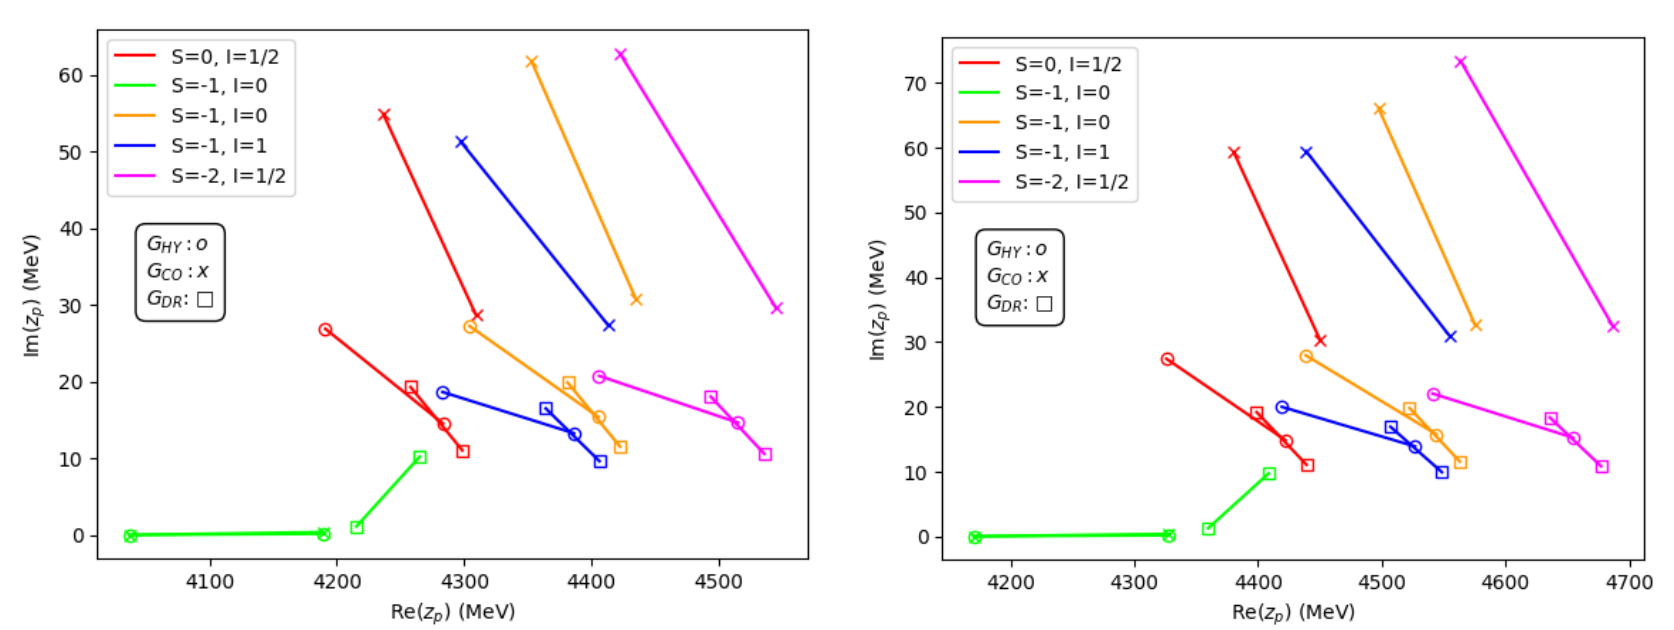 S=0, I=1/2
S=-1, I=0
S=-1, I=0
S=-1, I=1
S=-2, I=1/2
G_HY : o
G_CO : x
G_DR: □
Im(z_p) (MeV)
60
50
40
30
20
10
0
4100 4200 4300 4400 4500
Re(z_p) (MeV)
S=0, I=1/2
S=-1, I=0
S=-1, I=0
S=-1, I=1
S=-2, I=1/2
G_HY : o
G_CO : x
G_DR: □
Im(z_p) (MeV)
70
60
50
40
30
20
10
0
4200 4300 4400 4500 4600 4700
Re(z_p) (MeV)